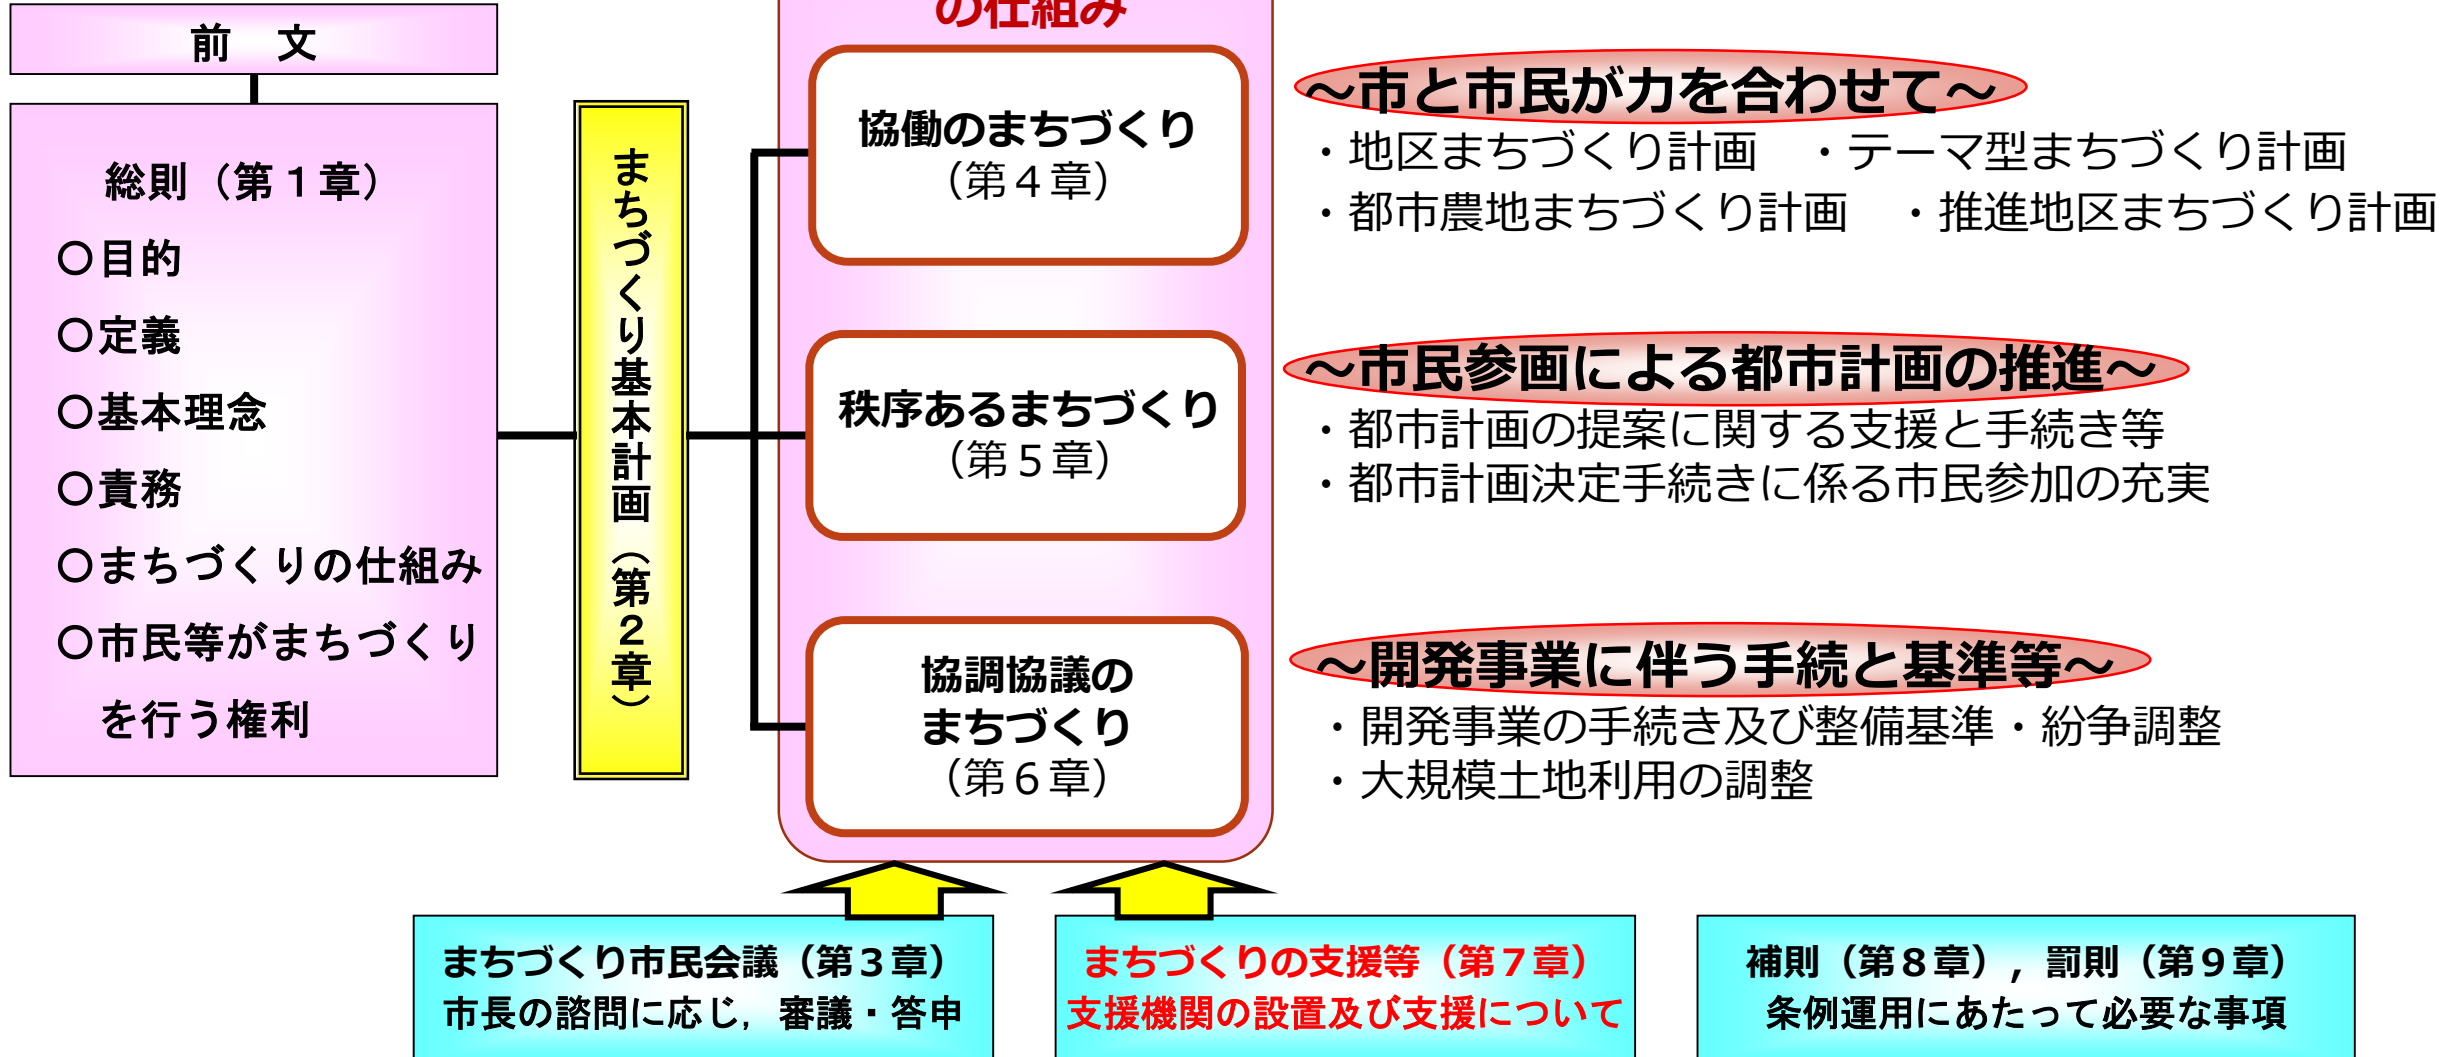 前　文
総則（第１章）
○目的
○定義
○基本理念
○責務
○まちづくりの仕組み
○市民等がまちづくり
を行う権利
まちづくり基本計画（第２章）
の仕組み
協働のまちづくり
（第４章）
秩序あるまちづくり
（第５章）
協調協議の
まちづくり
（第６章）
～市と市民が力を合わせて～
・地区まちづくり計画　・テーマ型まちづくり計画
・都市農地まちづくり計画　・推進地区まちづくり計画
～市民参画による都市計画の推進～
・都市計画の提案に関する支援と手続き等
・都市計画決定手続きに係る市民参加の充実
～開発事業に伴う手続と基準等～
・開発事業の手続き及び整備基準・紛争調整
・大規模土地利用の調整
まちづくり市民会議（第３章）
市長の諮問に応じ，審議・答申
まちづくりの支援等（第７章）
支援機関の設置及び支援について
補則（第８章），罰則（第９章）
条例運用にあたって必要な事項